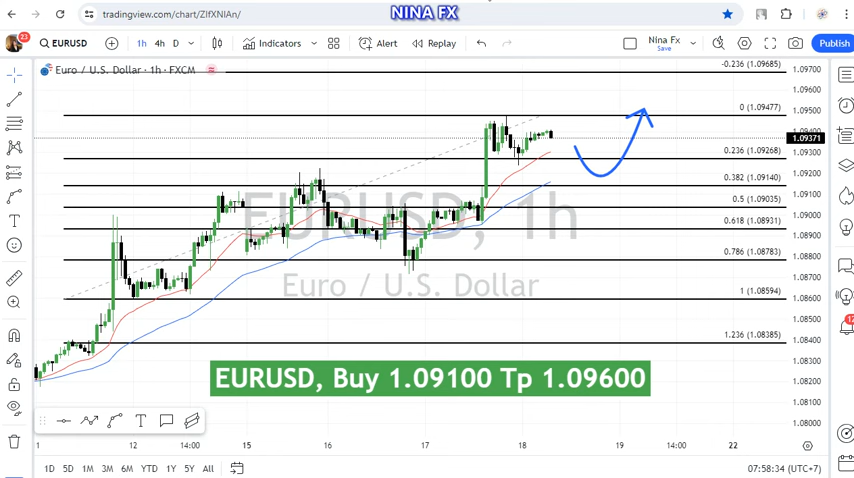 NINA FX
tradingview.com/chart/ZIfXNIAn/
EURUSD
1h 4h D
Indicators
Alert
Replay
Nina Fx
Save
Publish
Euro / U.S. Dollar · 1h · FXCM
-0.236 (1.09685)
0 (1.09477)
0.236 (1.09268)
0.382 (1.09140)
0.5 (1.09035)
0.618 (1.08931)
0.786 (1.08783)
1 (1.08594)
1.236 (1.08385)
1.09700
1.09600
1.09500
1.09400
1.09371
1.09300
1.09200
1.09100
1.09000
1.08900
1.08800
1.08700
1.08600
1.08500
1.08400
1.08300
1.08200
1.08100
1.08000
EURUSD, 1h
Euro / U.S. Dollar
EURUSD, Buy 1.09100 Tp 1.09600
1 12 14:00 15 16 17 18 19 14:00 22
1D 5D 1M 3M 6M YTD 1Y 5Y All
07:58:34 (UTC+7)